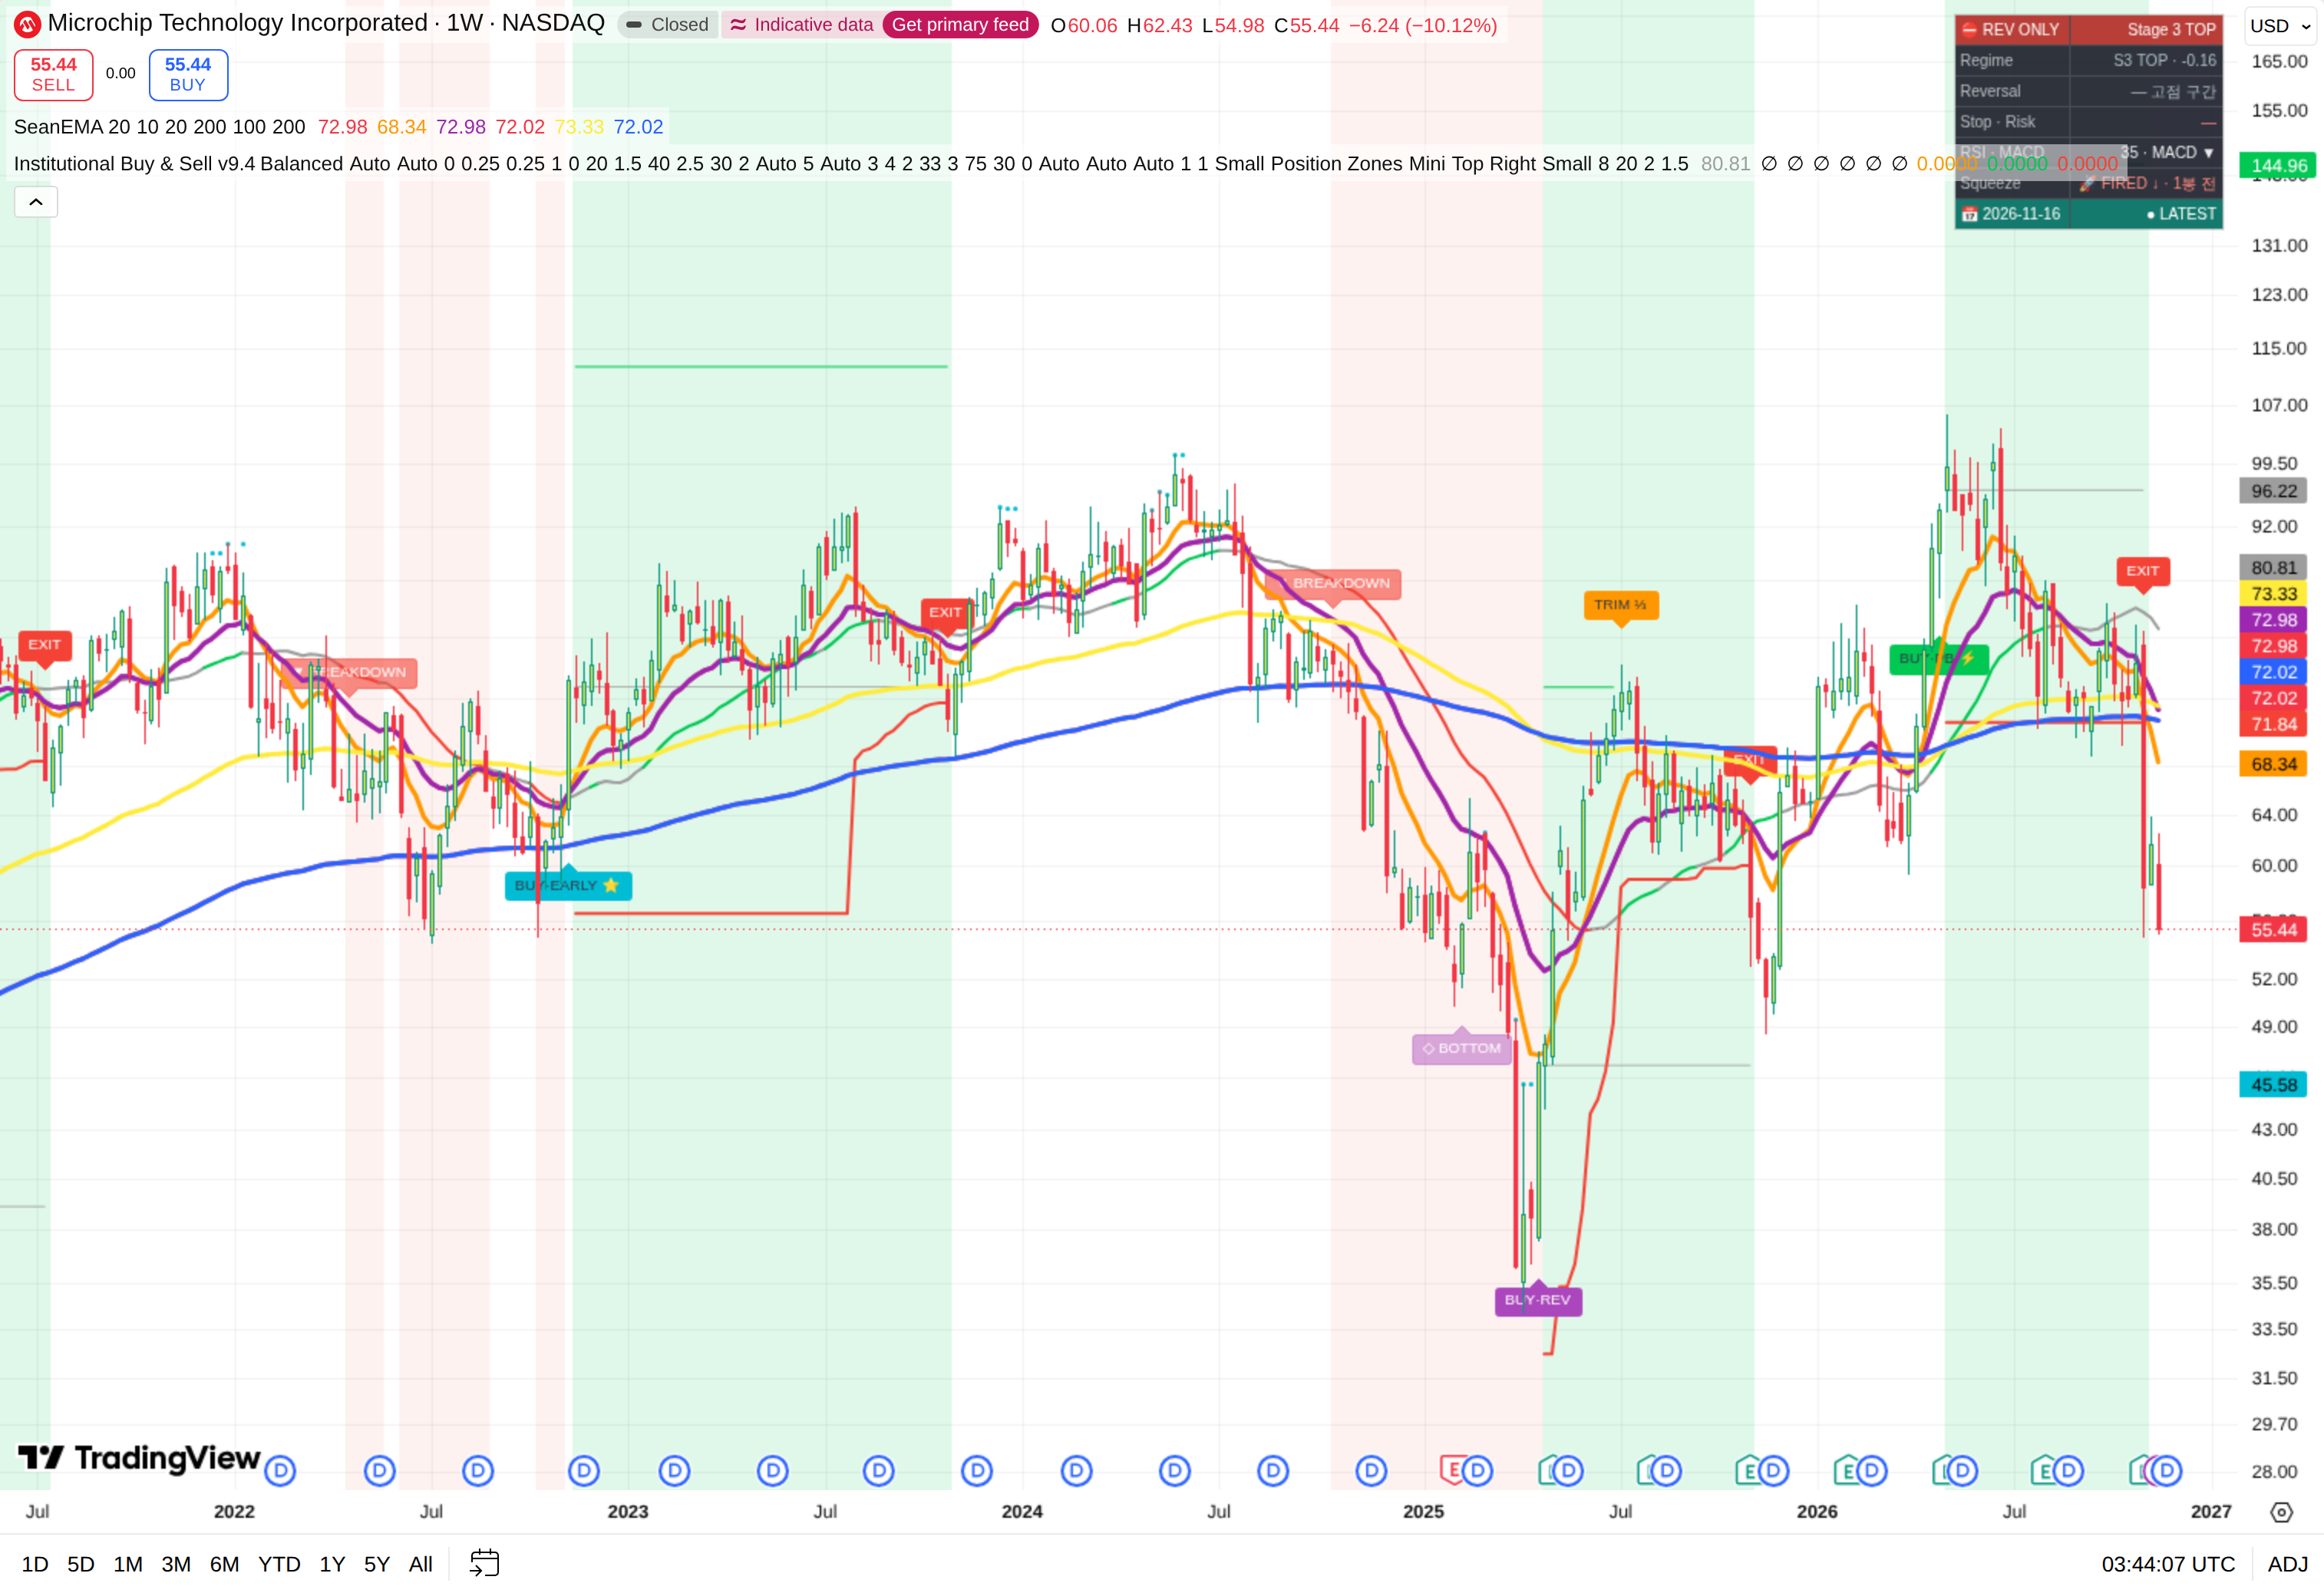 Microchip Technology Incorporated · 1W · NASDAQ Closed Indicative data Get primary feed O60.06 H62.43 L54.98 C55.44 −6.24 (−10.12%)
55.44 SELL 0.00 55.44 BUY
SeanEMA 20 10 20 200 100 200 72.98 68.34 72.98 72.02 73.33 72.02
Institutional Buy & Sell v9.4 Balanced Auto Auto 0 0.25 0.25 1 0 20 1.5 40 2.5 30 2 Auto 5 Auto 3 4 2 33 3 75 30 0 Auto Auto Auto 1 1 Small Position Zones Mini Top Right Small 8 20 2 1.5 80.81 ∅ ∅ ∅ ∅ ∅ ∅ 0.0000 0.0000 0.0000
⛔ REV ONLY Stage 3 TOP
Regime S3 TOP · -0.16
Reversal — 고점 구간
Stop · Risk —
RSI · MACD 35 · MACD ▼
Squeeze 🚀 FIRED ↓ · 1봉 전
📅 2026-11-16 ● LATEST
USD
165.00
155.00
144.96
131.00
123.00
115.00
107.00
99.50
96.22
92.00
80.81
73.33
72.98
72.98
72.02
72.02
71.84
68.34
64.00
60.00
55.44
52.00
49.00
45.58
43.00
40.50
38.00
35.50
33.50
31.50
29.70
28.00
EXIT
BREAKDOWN
BUY-EARLY ⭐
EXIT
BREAKDOWN
◇ BOTTOM
BUY-REV
TRIM ⅓
EXIT
EXIT
TradingView
D D D D D D D D D D D D E D D D E D E D D E D D
Jul 2022 Jul 2023 Jul 2024 Jul 2025 Jul 2026 Jul 2027
1D 5D 1M 3M 6M YTD 1Y 5Y All 03:44:07 UTC ADJ